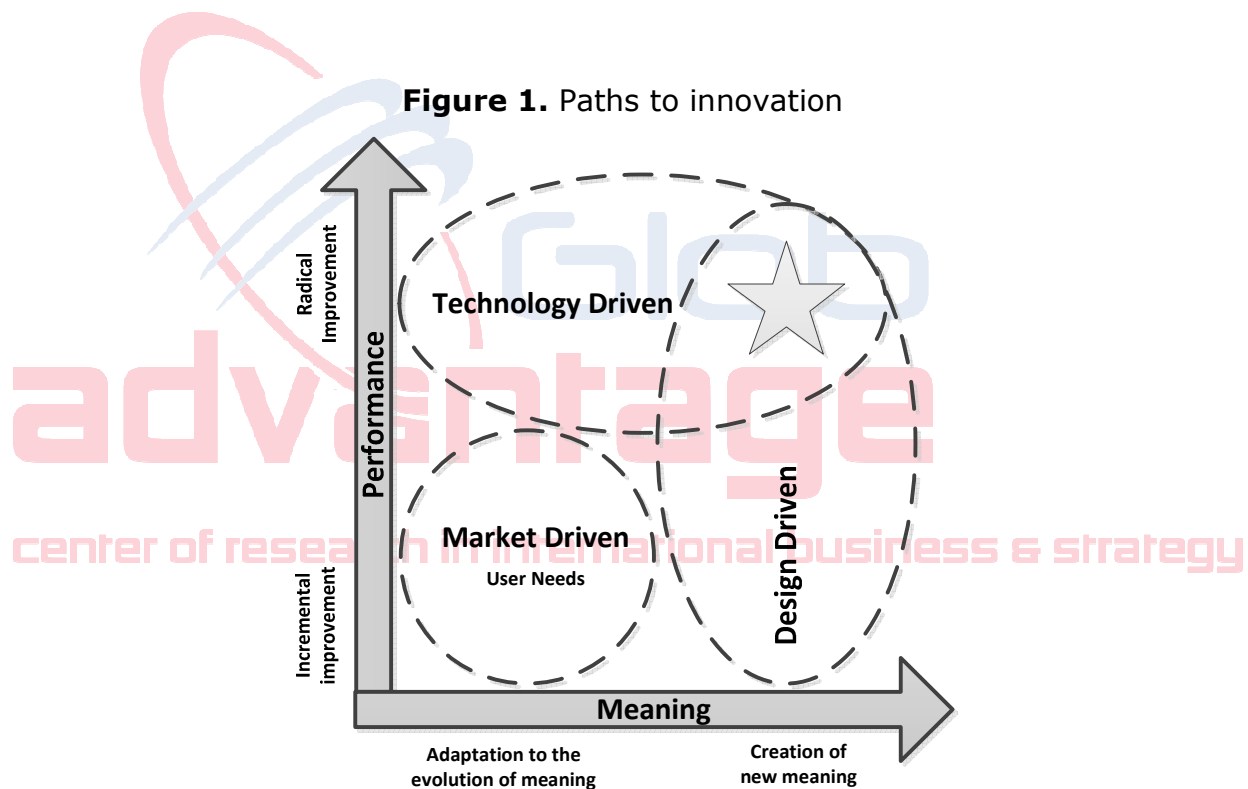 Figure 1. Paths to innovation
Glob
advantage
center of research in international business & strategy
Performance
Radical
Improvement
Incremental
improvement
Technology Driven
Market Driven
User Needs
Design Driven
Meaning
Adaptation to the
evolution of meaning
Creation of
new meaning